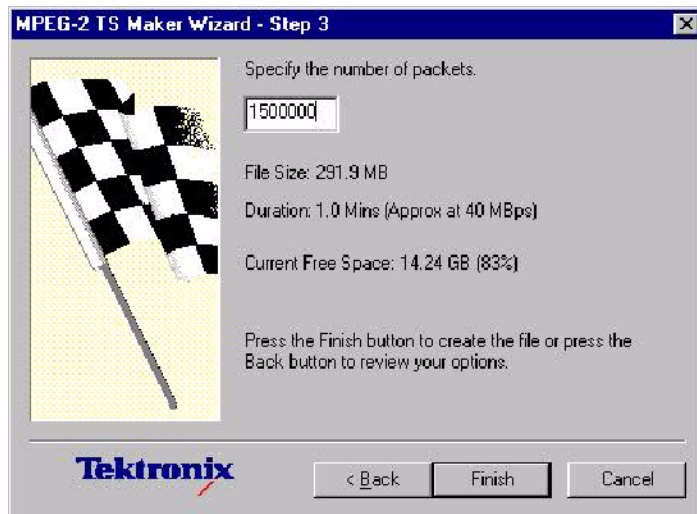 MPEG-2 TS Maker Wizard - Step 3
Specify the number of packets.
1500000
File Size: 291.9 MB
Duration: 1.0 Mins (Approx at 40 MBps)
Current Free Space: 14.24 GB (83%)
Press the Finish button to create the file or press the
Back button to review your options.
Tektronix
< Back
Finish
Cancel